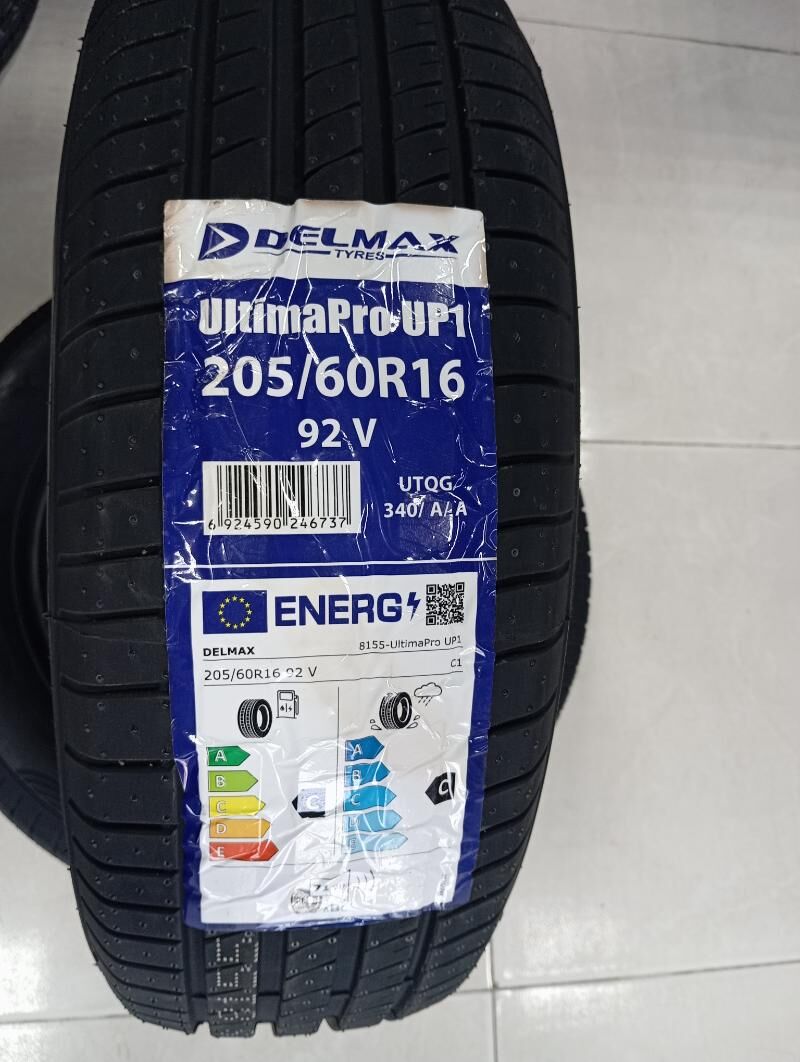 DELMAX
TYRES
UltimaPro UP1
205/60R16
92 V
UTQG
340/ A/ A
6 924590 246737
ENERG
DELMAX
8155-UltimaPro UP1
205/60R16 92 V
C1
A
B
C
D
E
C
A
B
C
D
E
C